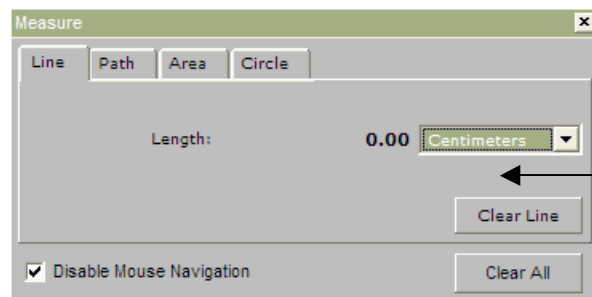 Measure
Line Path Area Circle
Length: 0.00 Centimeters
Clear Line
Disable Mouse Navigation Clear All